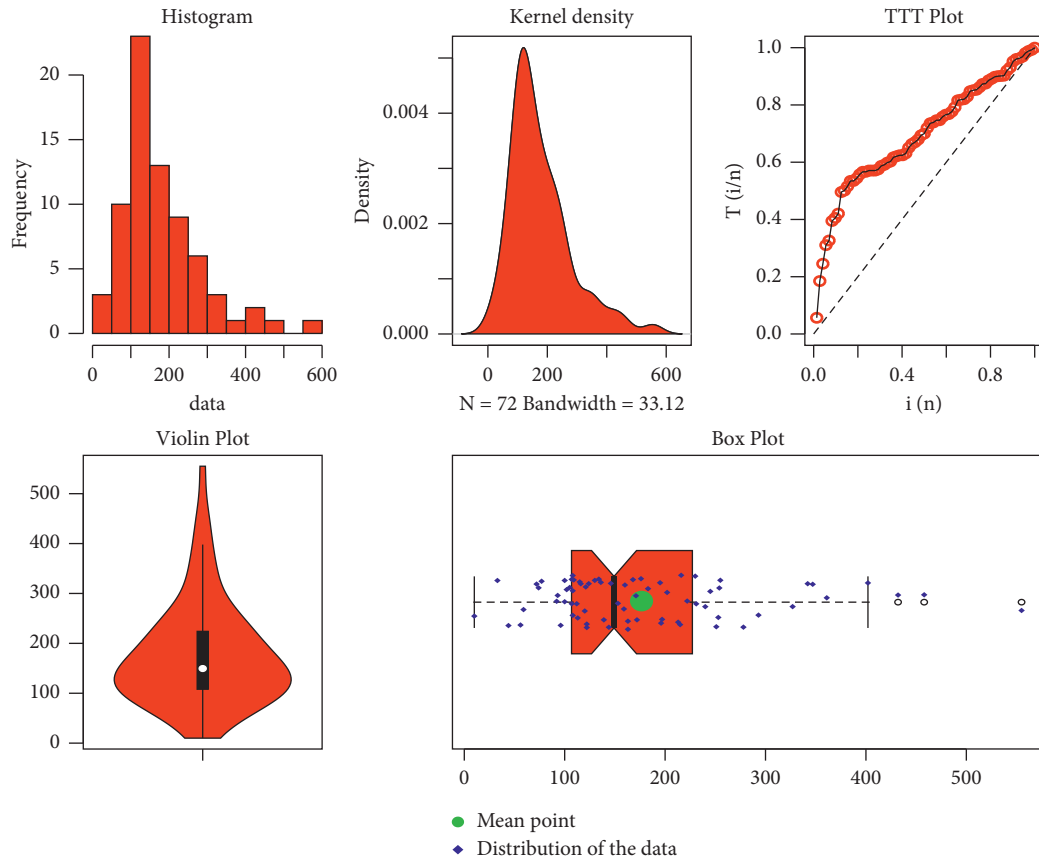 Histogram
Frequency
20
15
10
5
0
0 200 400 600
data
Kernel density
Density
0.004
0.002
0.000
0 200 600
N = 72 Bandwidth = 33.12
TTT Plot
T (i/n)
1.0
0.8
0.6
0.4
0.2
0.0
0.0 0.4 0.8
i (n)
Violin Plot
500
400
300
200
100
0
Box Plot
0 100 200 300 400 500
Mean point
Distribution of the data